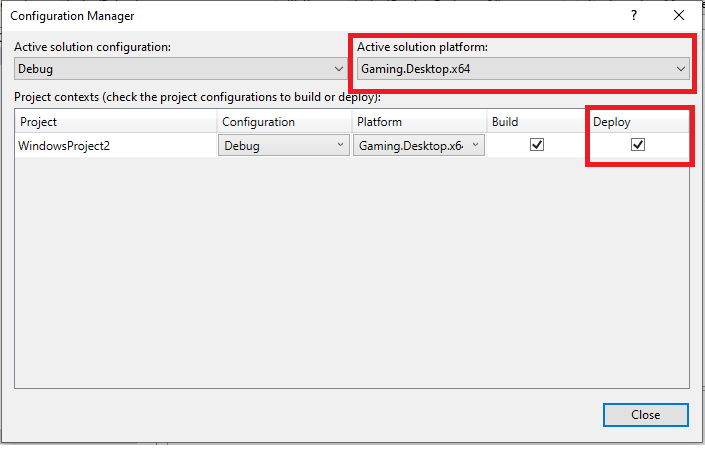 Configuration Manager
?
Active solution configuration:
Active solution platform:
Debug
Gaming.Desktop.x64
Project contexts (check the project configurations to build or deploy):
Project Configuration Platform Build Deploy
WindowsProject2 Debug Gaming.Desktop.x6
Close